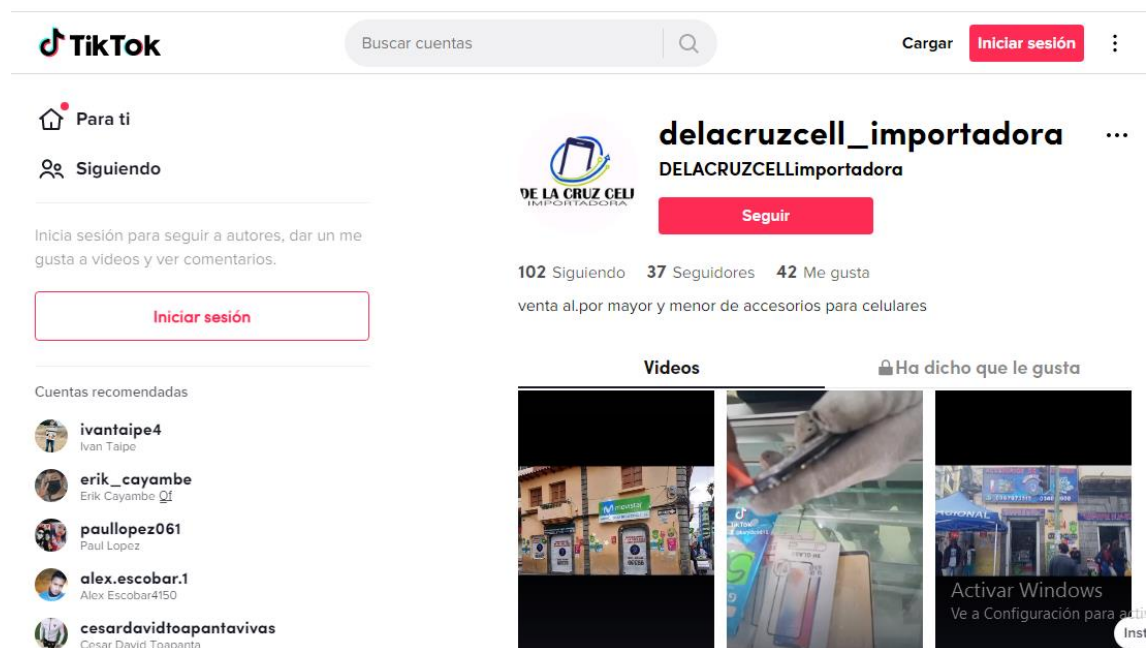 TikTok
Buscar cuentas
Cargar
Iniciar sesión
Para ti
Siguiendo
Inicia sesión para seguir a autores, dar un me
gusta a videos y ver comentarios.
Iniciar sesión
Cuentas recomendadas
ivantaipe4
Ivan Taipe
erik_cayambe
Erik Cayambe Of
paullopez061
Paul Lopez
alex.escobar.1
Alex Escobar4150
cesardavidtoapantavivas
Cesar David Toapanta
DE LA CRUZ CELL
IMPORTADORA
delacruzcell_importadora
DELACRUZCELLimportadora
Seguir
102 Siguiendo 37 Seguidores 42 Me gusta
venta al.por mayor y menor de accesorios para celulares
Videos
Ha dicho que le gusta
movistar
TikTok
Activar Windows
Ve a Configuración para acti
Inst